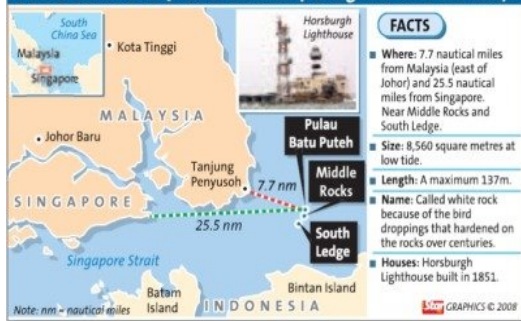 South
China Sea
Malaysia
Singapore
Kota Tinggi
Horsburgh
Lighthouse
MALAYSIA
Johor Baru
Pulau
Batu Puteh
Tanjung
Penyusoh
7.7 nm
Middle
Rocks
SINGAPORE
25.5 nm
South
Ledge
Singapore Strait
Batam
Island
Bintan Island
INDONESIA
Note: nm – nautical miles
FACTS
Where: 7.7 nautical miles
from Malaysia (east of
Johor) and 25.5 nautical
miles from Singapore.
Near Middle Rocks and
South Ledge.
Size: 8,560 square metres at
low tide.
Length: A maximum 137m.
Name: Called white rock
because of the bird
droppings that hardened on
the rocks over centuries.
Houses: Horsburgh
Lighthouse built in 1851.
Star GRAPHICS © 2008